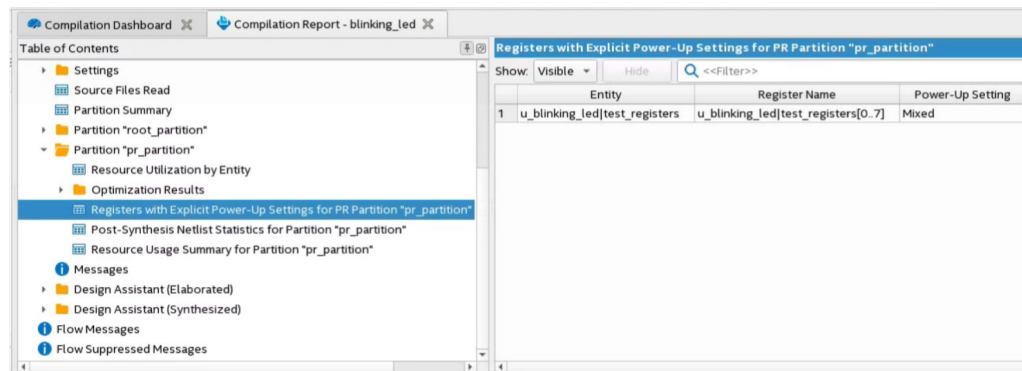 Compilation Dashboard
Compilation Report - blinking_led
Table of Contents
Settings
Source Files Read
Partition Summary
Partition "root_partition"
Partition "pr_partition"
Resource Utilization by Entity
Optimization Results
Registers with Explicit Power-Up Settings for PR Partition "pr_partition"
Post-Synthesis Netlist Statistics for Partition "pr_partition"
Resource Usage Summary for Partition "pr_partition"
Messages
Design Assistant (Elaborated)
Design Assistant (Synthesized)
Flow Messages
Flow Suppressed Messages
Registers with Explicit Power-Up Settings for PR Partition "pr_partition"
Show: Visible Hide <<Filter>>
Entity Register Name Power-Up Setting
1 u_blinking_led|test_registers u_blinking_led|test_registers[0..7] Mixed